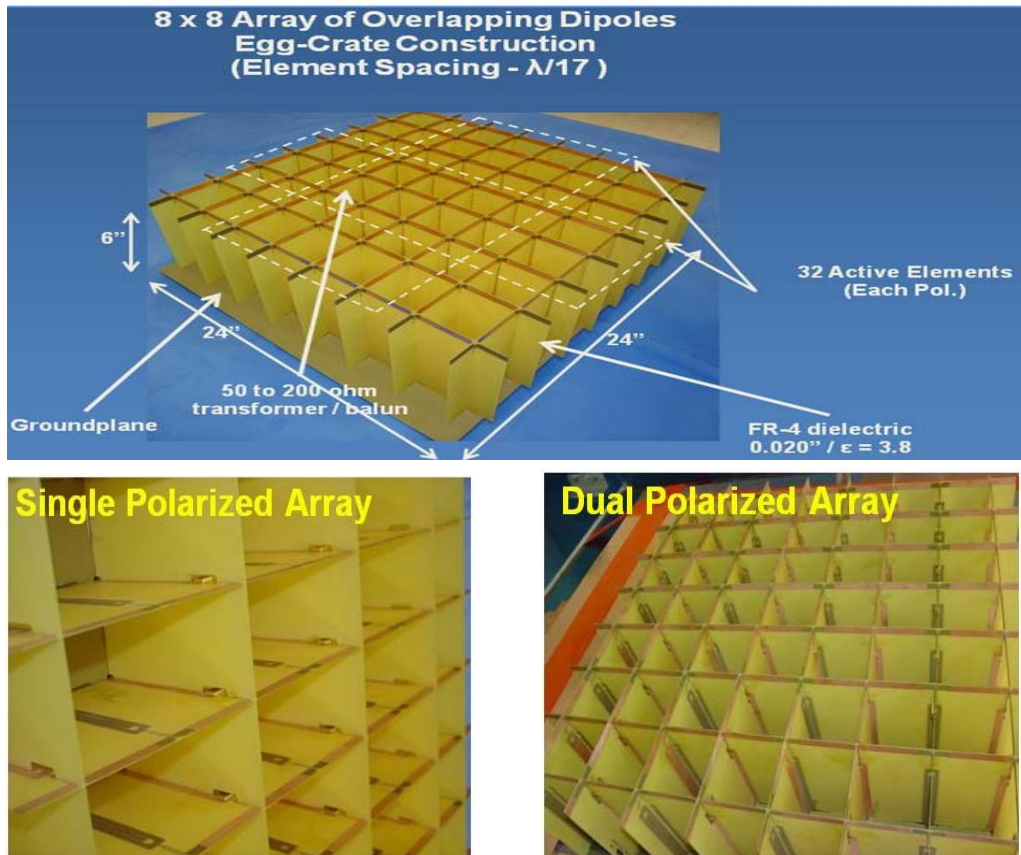 8 x 8 Array of Overlapping Dipoles
Egg-Crate Construction
(Element Spacing - λ/17 )
6”
32 Active Elements
(Each Pol.)
24”
24”
50 to 200 ohm
transformer / balun
Groundplane
FR-4 dielectric
0.020” / ε = 3.8
Single Polarized Array
Dual Polarized Array